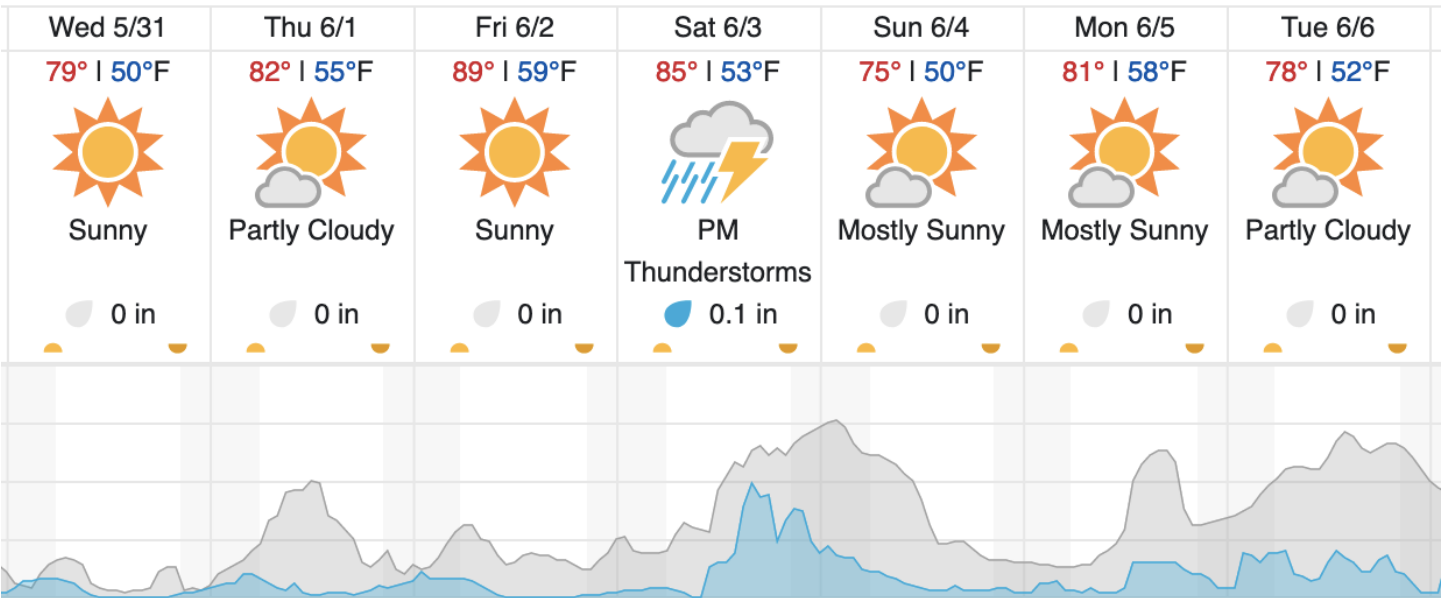 Wed 5/31
79° | 50°F
Sunny
0 in
Thu 6/1
82° | 55°F
Partly Cloudy
0 in
Fri 6/2
89° | 59°F
Sunny
0 in
Sat 6/3
85° | 53°F
PM
Thunderstorms
0.1 in
Sun 6/4
75° | 50°F
Mostly Sunny
0 in
Mon 6/5
81° | 58°F
Mostly Sunny
0 in
Tue 6/6
78° | 52°F
Partly Cloudy
0 in